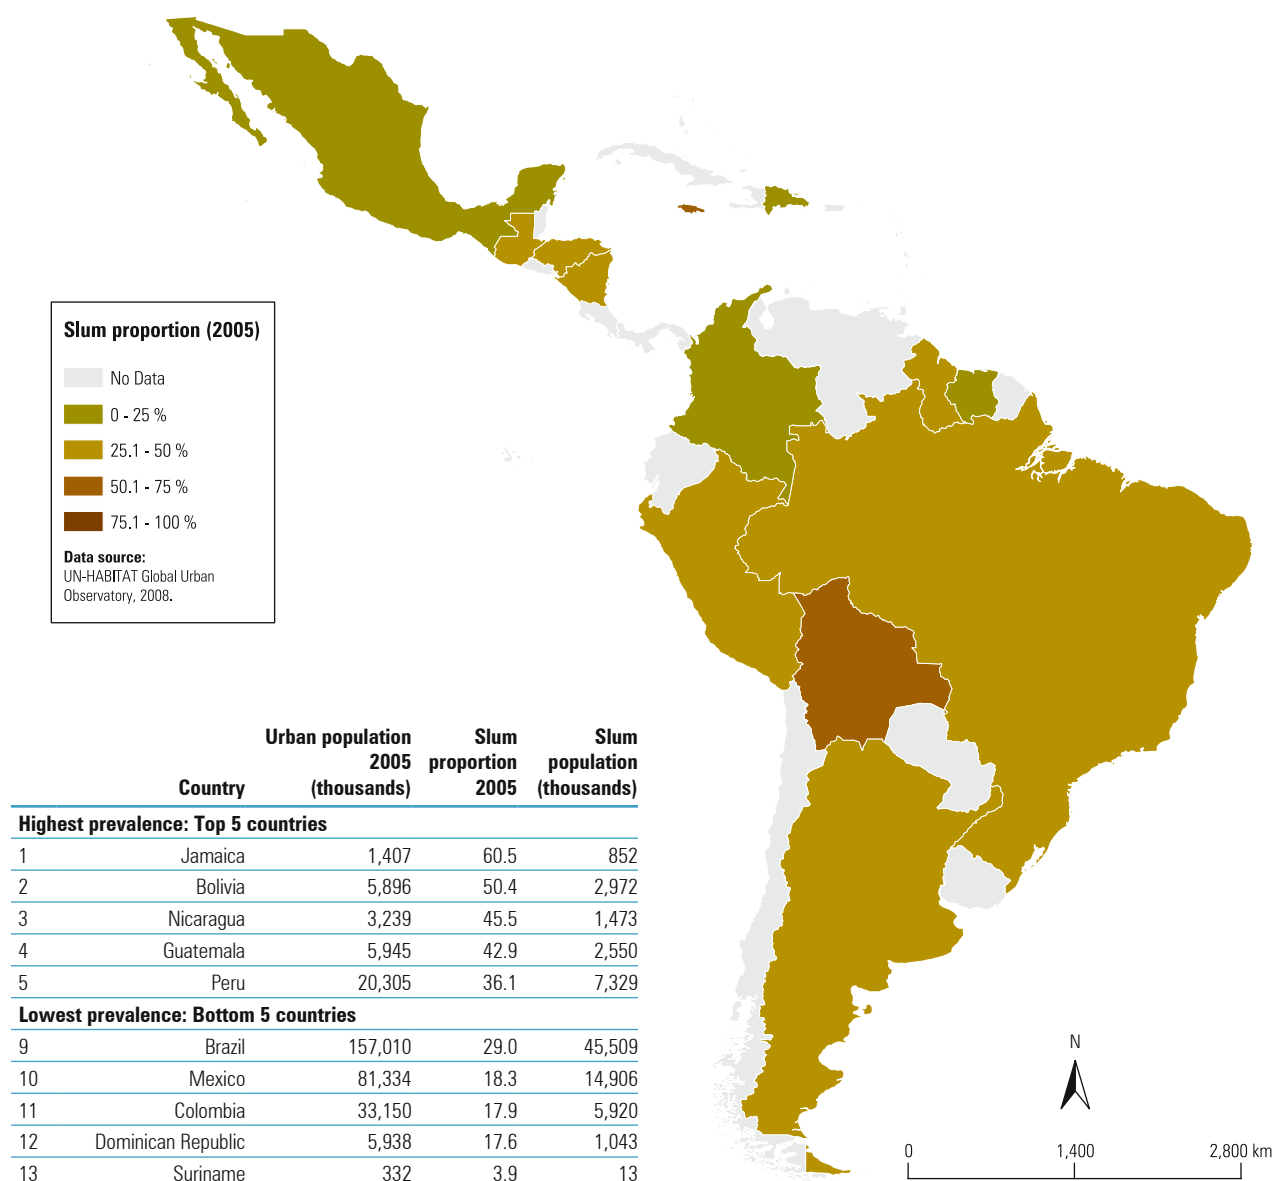 Slum proportion (2005)
No Data
0 - 25 %
25.1 - 50 %
50.1 - 75 %
75.1 - 100 %
Data source:
UN-HABITAT Global Urban
Observatory, 2008.
Urban population Slum Slum
2005 proportion population
Country (thousands) 2005 (thousands)
Highest prevalence: Top 5 countries
1 Jamaica 1,407 60.5 852
2 Bolivia 5,896 50.4 2,972
3 Nicaragua 3,239 45.5 1,473
4 Guatemala 5,945 42.9 2,550
5 Peru 20,305 36.1 7,329
Lowest prevalence: Bottom 5 countries
9 Brazil 157,010 29.0 45,509
10 Mexico 81,334 18.3 14,906
11 Colombia 33,150 17.9 5,920
12 Dominican Republic 5,938 17.6 1,043
13 Suriname 332 3.9 13
N
0 1,400 2,800 km